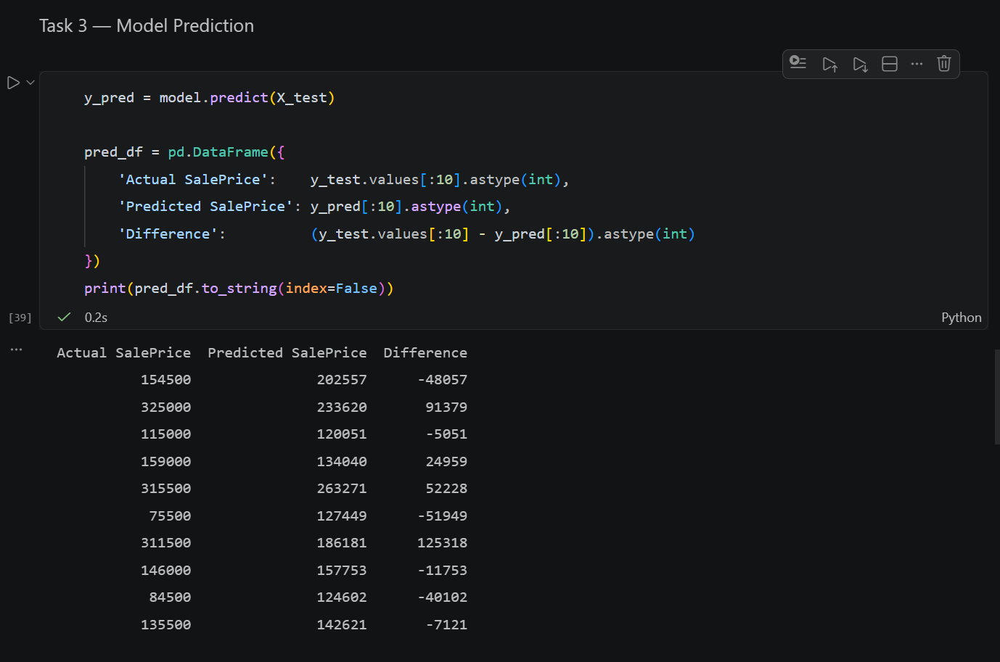 Task 3 — Model Prediction
y_pred = model.predict(X_test)
pred_df = pd.DataFrame({
'Actual SalePrice':    y_test.values[:10].astype(int),
'Predicted SalePrice': y_pred[:10].astype(int),
'Difference':          (y_test.values[:10] - y_pred[:10]).astype(int)
})
print(pred_df.to_string(index=False))
[39] 0.2s Python
Actual SalePrice  Predicted SalePrice  Difference
154500 202557 -48057
325000 233620 91379
115000 120051 -5051
159000 134040 24959
315500 263271 52228
75500 127449 -51949
311500 186181 125318
146000 157753 -11753
84500 124602 -40102
135500 142621 -7121